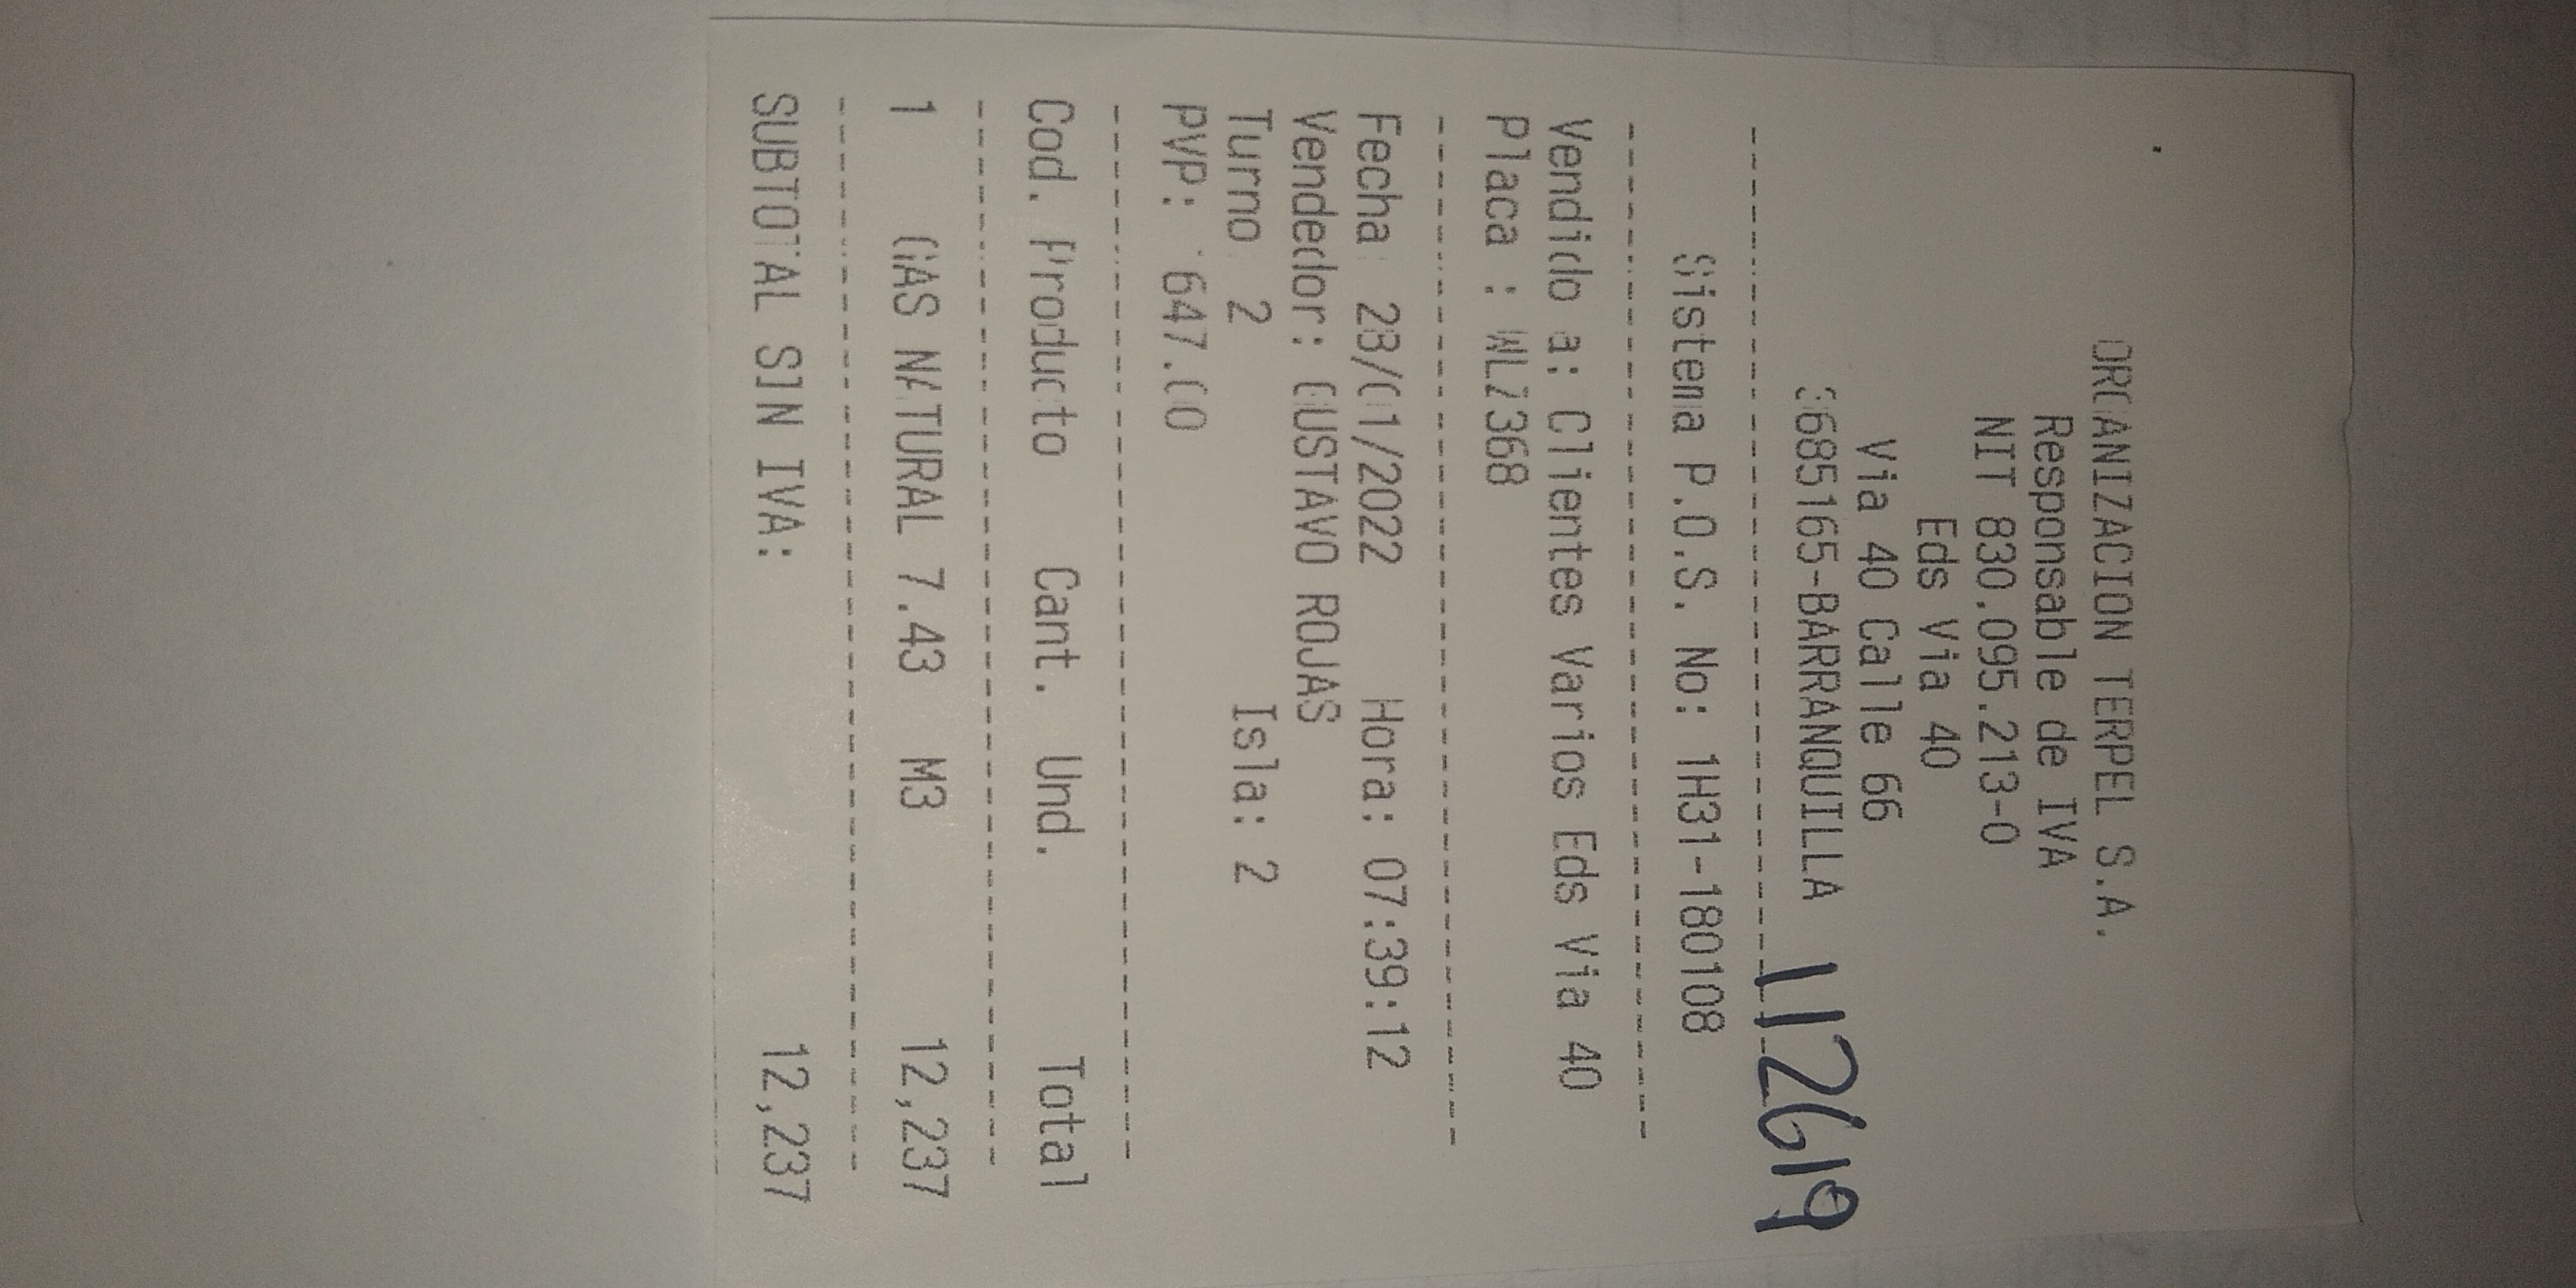 ORGANIZACION TERPEL S.A.
Responsable de IVA
NIT 830.095.213-0
Eds Via 40
Via 40 Calle 66
3685165-BARRANQUILLA
112619
Sistema P.O.S. No: 1H31-180108
Vendido a: Clientes Varios Eds Via 40
Placa : WLZ368
Fecha 28/01/2022 Hora: 07:39:12
Vendedor: GUSTAVO ROJAS
Turno 2 Isla: 2
PVP: 1647.00
Cod. Producto Cant. Und. Total
1 GAS NATURAL 7.43 M3 12,237
SUBTOTAL SIN IVA: 12,237